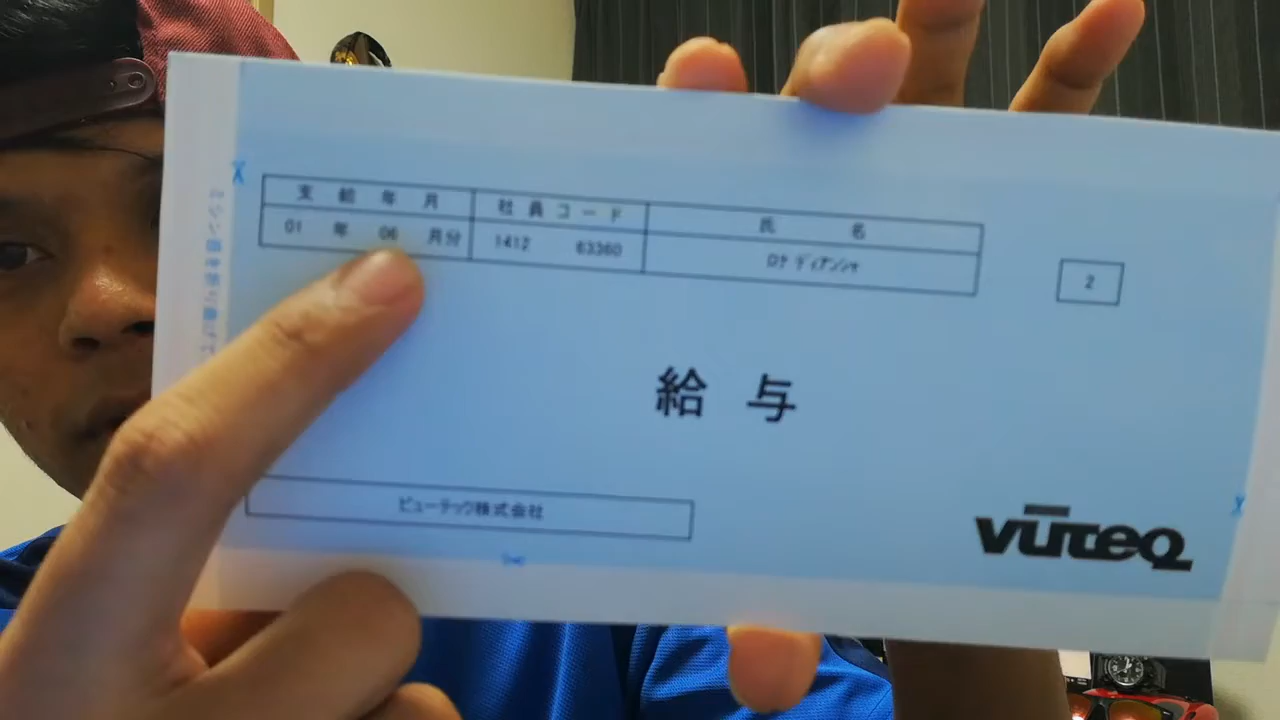 支 給 年 月 社 員 コ ー ド 氏 名
01 年 06 月分 1412 63360 ロナ ディアンシャ
2
給 与
ビューテック株式会社
VUTEQ